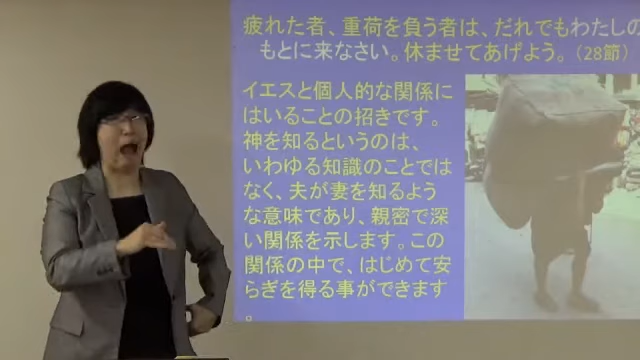 疲れた者、重荷を負う者は、だれでもわたしの
もとに来なさい。休ませてあげよう。（28節）
イエスと個人的な関係に
はいることの招きです。
神を知るというのは、
いわゆる知識のことでは
なく、夫が妻を知るよう
な意味であり、親密で深
い関係を示します。この
関係の中で、はじめて安
らぎを得る事ができます
。